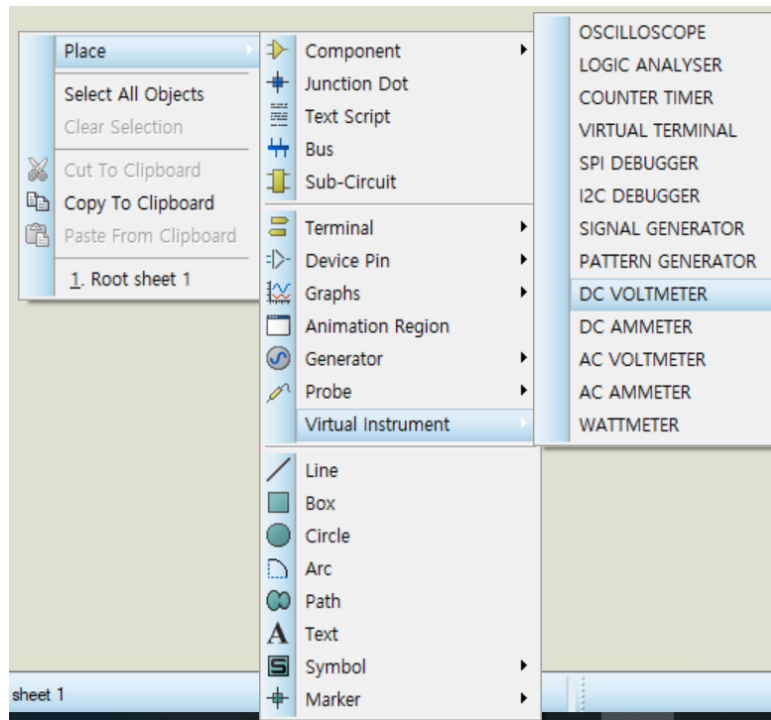 Place
Select All Objects
Clear Selection
Cut To Clipboard
Copy To Clipboard
Paste From Clipboard
1. Root sheet 1
Component
Junction Dot
Text Script
Bus
Sub-Circuit
Terminal
Device Pin
Graphs
Animation Region
Generator
Probe
Virtual Instrument
Line
Box
Circle
Arc
Path
A Text
S Symbol
Marker
OSCILLOSCOPE
LOGIC ANALYSER
COUNTER TIMER
VIRTUAL TERMINAL
SPI DEBUGGER
I2C DEBUGGER
SIGNAL GENERATOR
PATTERN GENERATOR
DC VOLTMETER
DC AMMETER
AC VOLTMETER
AC AMMETER
WATTMETER
sheet 1